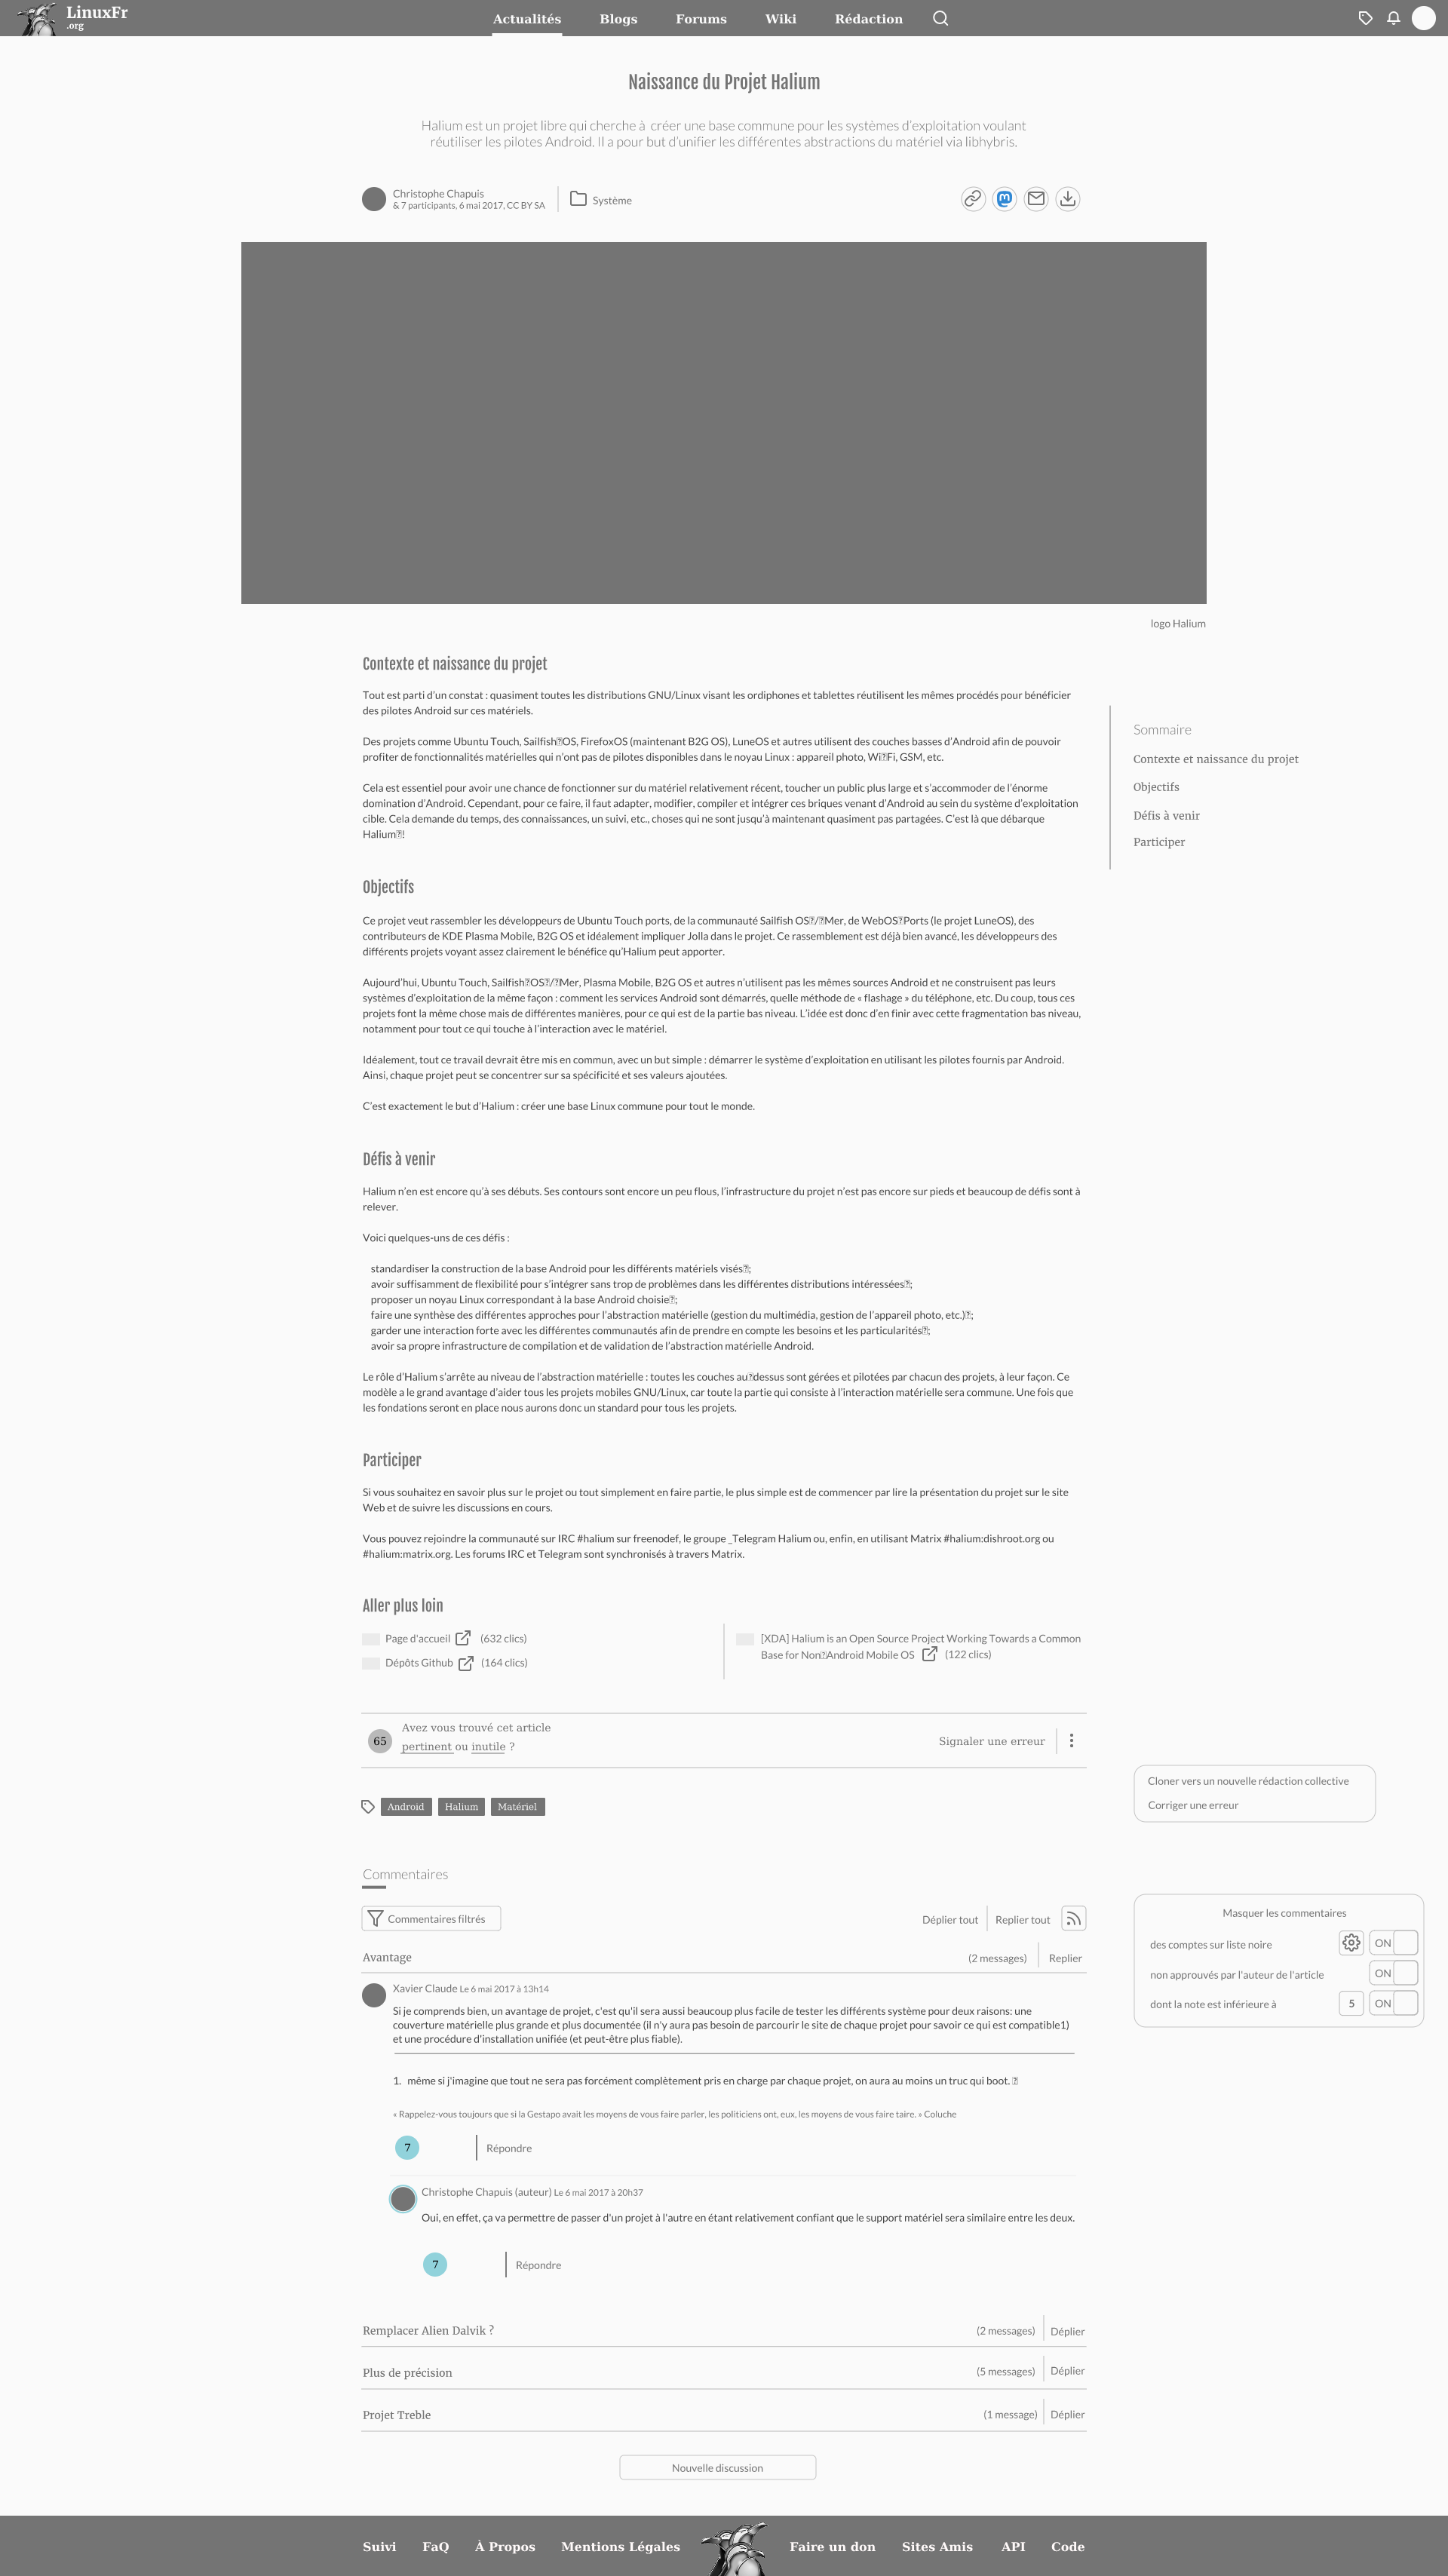 LinuxFr
.org
Actualités
Blogs
Forums
Wiki
Rédaction
Naissance du Projet Halium
Halium est un projet libre qui cherche à  créer une base commune pour les systèmes d’exploitation voulant
réutiliser les pilotes Android. Il a pour but d’unifier les différentes abstractions du matériel via libhybris.
Christophe Chapuis
& 7 participants, 6 mai 2017, CC BY SA
Système
logo Halium
Contexte et naissance du projet
Tout est parti d’un constat : quasiment toutes les distributions GNU/Linux visant les ordiphones et tablettes réutilisent les mêmes procédés pour bénéficier
des pilotes Android sur ces matériels.
Des projets comme Ubuntu Touch, Sailfish OS, FirefoxOS (maintenant B2G OS), LuneOS et autres utilisent des couches basses d’Android afin de pouvoir
profiter de fonctionnalités matérielles qui n’ont pas de pilotes disponibles dans le noyau Linux : appareil photo, Wi Fi, GSM, etc.
Cela est essentiel pour avoir une chance de fonctionner sur du matériel relativement récent, toucher un public plus large et s’accommoder de l’énorme
domination d’Android. Cependant, pour ce faire, il faut adapter, modifier, compiler et intégrer ces briques venant d’Android au sein du système d’exploitation
cible. Cela demande du temps, des connaissances, un suivi, etc., choses qui ne sont jusqu’à maintenant quasiment pas partagées. C’est là que débarque
Halium !
Sommaire
Contexte et naissance du projet
Objectifs
Défis à venir
Participer
Objectifs
Ce projet veut rassembler les développeurs de Ubuntu Touch ports, de la communauté Sailfish OS / Mer, de WebOS Ports (le projet LuneOS), des
contributeurs de KDE Plasma Mobile, B2G OS et idéalement impliquer Jolla dans le projet. Ce rassemblement est déjà bien avancé, les développeurs des
différents projets voyant assez clairement le bénéfice qu’Halium peut apporter.
Aujourd’hui, Ubuntu Touch, Sailfish OS / Mer, Plasma Mobile, B2G OS et autres n’utilisent pas les mêmes sources Android et ne construisent pas leurs
systèmes d’exploitation de la même façon : comment les services Android sont démarrés, quelle méthode de « flashage » du téléphone, etc. Du coup, tous ces
projets font la même chose mais de différentes manières, pour ce qui est de la partie bas niveau. L’idée est donc d’en finir avec cette fragmentation bas niveau,
notamment pour tout ce qui touche à l’interaction avec le matériel.
Idéalement, tout ce travail devrait être mis en commun, avec un but simple : démarrer le système d’exploitation en utilisant les pilotes fournis par Android.
Ainsi, chaque projet peut se concentrer sur sa spécificité et ses valeurs ajoutées.
C’est exactement le but d’Halium : créer une base Linux commune pour tout le monde.
Défis à venir
Halium n’en est encore qu’à ses débuts. Ses contours sont encore un peu flous, l’infrastructure du projet n’est pas encore sur pieds et beaucoup de défis sont à
relever.
Voici quelques-uns de ces défis :
standardiser la construction de la base Android pour les différents matériels visés ;
avoir suffisamment de flexibilité pour s’intégrer sans trop de problèmes dans les différentes distributions intéressées ;
proposer un noyau Linux correspondant à la base Android choisie ;
faire une synthèse des différentes approches pour l’abstraction matérielle (gestion du multimédia, gestion de l’appareil photo, etc.) ;
garder une interaction forte avec les différentes communautés afin de prendre en compte les besoins et les particularités ;
avoir sa propre infrastructure de compilation et de validation de l’abstraction matérielle Android.
Le rôle d’Halium s’arrête au niveau de l’abstraction matérielle : toutes les couches au dessus sont gérées et pilotées par chacun des projets, à leur façon. Ce
modèle a le grand avantage d’aider tous les projets mobiles GNU/Linux, car toute la partie qui consiste à l’interaction matérielle sera commune. Une fois que
les fondations seront en place nous aurons donc un standard pour tous les projets.
Participer
Si vous souhaitez en savoir plus sur le projet ou tout simplement en faire partie, le plus simple est de commencer par lire la présentation du projet sur le site
Web et de suivre les discussions en cours.
Vous pouvez rejoindre la communauté sur IRC #halium sur freenodef, le groupe _Telegram Halium ou, enfin, en utilisant Matrix #halium:dishroot.org ou
#halium:matrix.org. Les forums IRC et Telegram sont synchronisés à travers Matrix.
Aller plus loin
Page d'accueil (632 clics)
Dépôts Github (164 clics)
[XDA] Halium is an Open Source Project Working Towards a Common
Base for Non Android Mobile OS (122 clics)
65
Avez vous trouvé cet article
pertinent ou inutile ?
Signaler une erreur
Cloner vers un nouvelle rédaction collective
Corriger une erreur
Android
Halium
Matériel
Commentaires
Commentaires filtrés
Déplier tout
Replier tout
Masquer les commentaires
des comptes sur liste noire
ON
non approuvés par l'auteur de l'article
ON
dont la note est inférieure à
5
ON
Avantage
(2 messages)
Replier
Xavier Claude Le 6 mai 2017 à 13h14
Si je comprends bien, un avantage de projet, c'est qu'il sera aussi beaucoup plus facile de tester les différents système pour deux raisons: une
couverture matérielle plus grande et plus documentée (il n'y aura pas besoin de parcourir le site de chaque projet pour savoir ce qui est compatible1)
et une procédure d'installation unifiée (et peut-être plus fiable).
1. même si j'imagine que tout ne sera pas forcément complètement pris en charge par chaque projet, on aura au moins un truc qui boot.
« Rappelez-vous toujours que si la Gestapo avait les moyens de vous faire parler, les politiciens ont, eux, les moyens de vous faire taire. » Coluche
7
Répondre
Christophe Chapuis (auteur) Le 6 mai 2017 à 20h37
Oui, en effet, ça va permettre de passer d'un projet à l'autre en étant relativement confiant que le support matériel sera similaire entre les deux.
7
Répondre
Remplacer Alien Dalvik ?
(2 messages)
Déplier
Plus de précision
(5 messages)
Déplier
Projet Treble
(1 message)
Déplier
Nouvelle discussion
Suivi
FaQ
À Propos
Mentions Légales
Faire un don
Sites Amis
API
Code